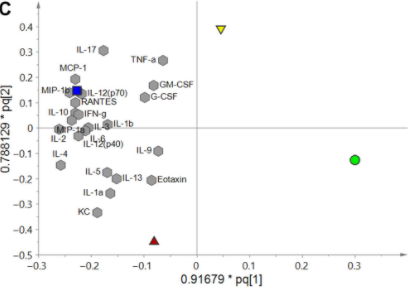 C
0.4
0.3
0.2
0.1
0
−0.1
−0.2
−0.3
−0.4
−0.5
0.788129 * pq[2]
IL-17
TNF-a
MCP-1
GM-CSF
MIP-1b
IL-12(p70)
G-CSF
RANTES
IL-10
IFN-g
IL-1b
MIP-1a
IL-3
IL-2
IL-6
IL-12(p40)
IL-9
IL-4
IL-5
IL-13
Eotaxin
IL-1a
KC
−0.3
−0.2
−0.1
0
0.1
0.2
0.3
0.4
0.91679 * pq[1]